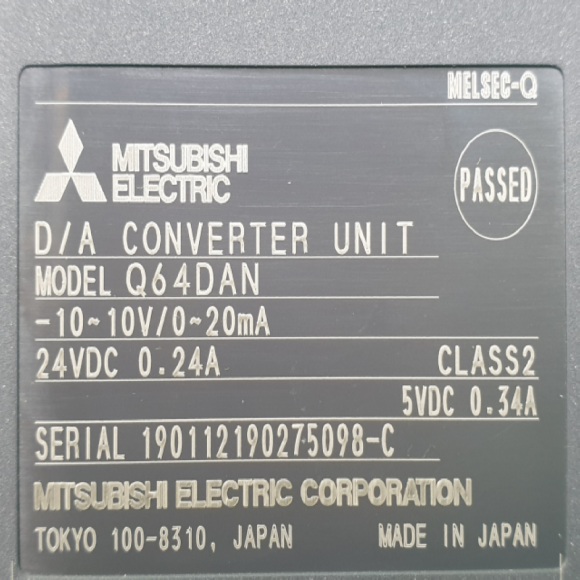 MELSEC-Q
MITSUBISHI
ELECTRIC
PASSED
D/A CONVERTER UNIT
MODEL Q64DAN
-10~10V/0~20mA
24VDC 0.24A CLASS2
5VDC 0.34A
SERIAL 190112190275098-C
MITSUBISHI ELECTRIC CORPORATION
TOKYO 100-8310, JAPAN MADE IN JAPAN